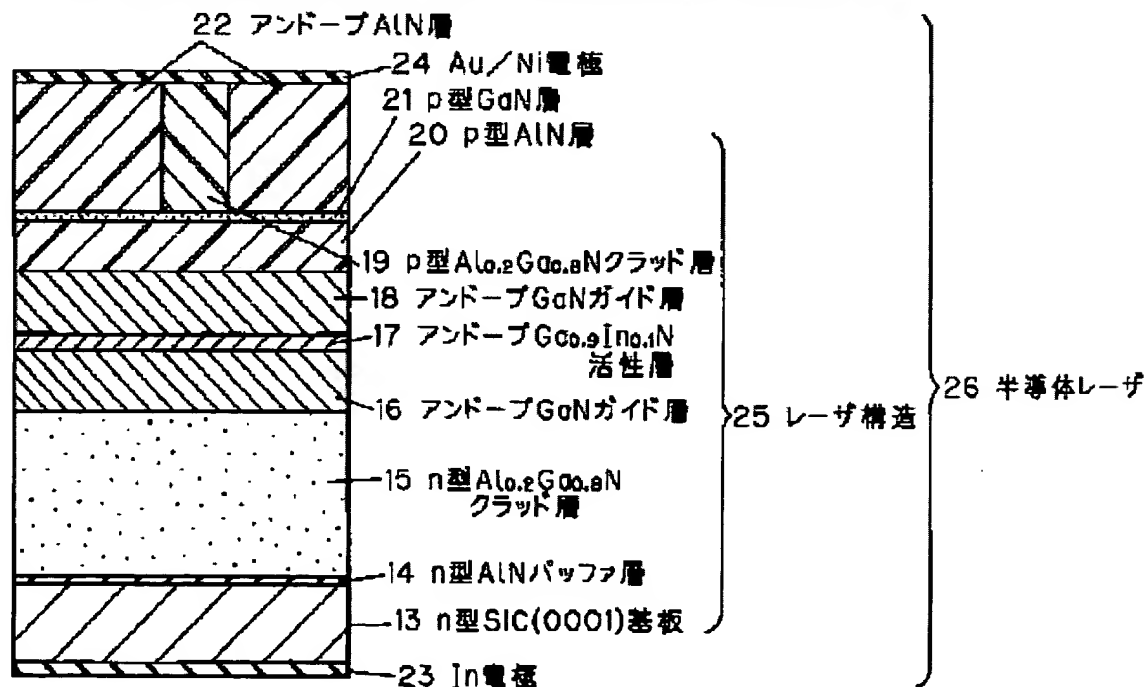 22 アンドープAlN層
24 Au/Ni電極
21 p型GaN層
20 p型AlN層
19 p型Al0.2Ga0.8Nクラッド層
18 アンドープGaNガイド層
17 アンドープGa0.9In0.1N
活性層
16 アンドープGaNガイド層
25 レーザ構造
26 半導体レーザ
15 n型Al0.2Ga0.8N
クラッド層
14 n型AlNバッファ層
13 n型SiC(0001)基板
23 In電極